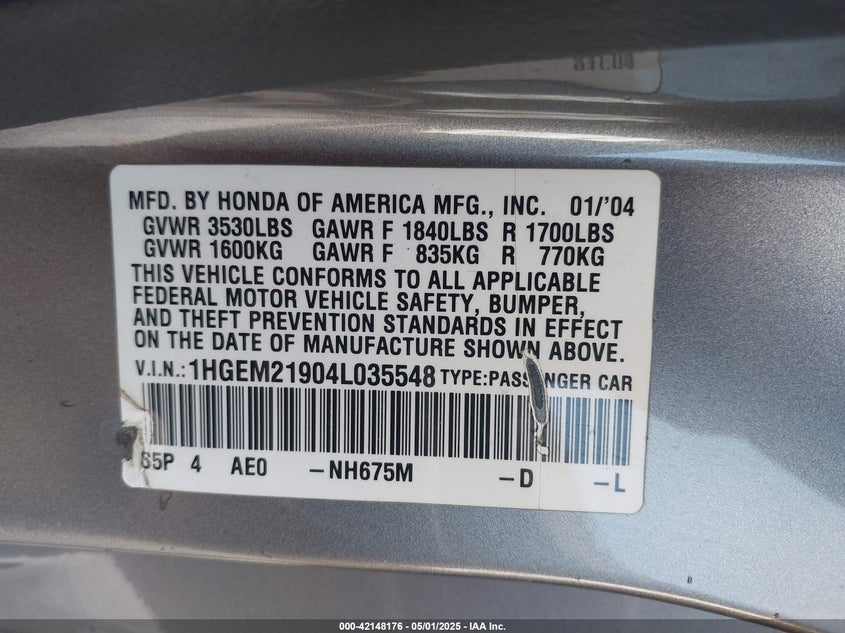 MFD. BY HONDA OF AMERICA MFG., INC. 01/'04
GVWR 3530LBS GAWR F 1840LBS R 1700LBS
GVWR 1600KG GAWR F 835KG R 770KG
THIS VEHICLE CONFORMS TO ALL APPLICABLE
FEDERAL MOTOR VEHICLE SAFETY, BUMPER,
AND THEFT PREVENTION STANDARDS IN EFFECT
ON THE DATE OF MANUFACTURE SHOWN ABOVE.
V.I.N.: 1HGEM21904L035548 TYPE:PASSENGER CAR
S5P 4 AE0 -NH675M -D -L
000-42148176 - 05/01/2025 - IAA Inc.